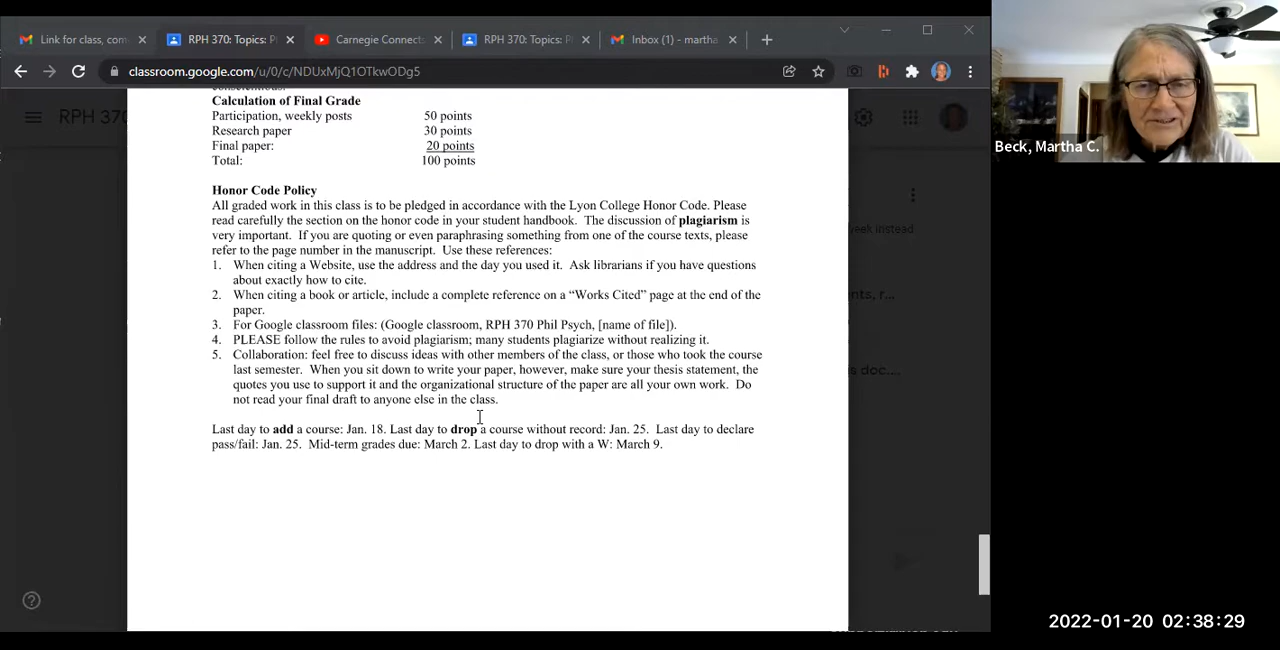 Link for class, com
RPH 370: Topics: P
Carnegie Connects
RPH 370: Topics: P
Inbox (1) - martha
classroom.google.com/u/0/c/NDUxMjQ1OTkwODg5
conscientious.
RPH 370
Calculation of Final Grade
Participation, weekly posts 50 points
Research paper 30 points
Final paper: 20 points
Total: 100 points
Beck, Martha C.
Honor Code Policy
All graded work in this class is to be pledged in accordance with the Lyon College Honor Code. Please
read carefully the section on the honor code in your student handbook. The discussion of plagiarism is
very important. If you are quoting or even paraphrasing something from one of the course texts, please
refer to the page number in the manuscript. Use these references:
week instead
1. When citing a Website, use the address and the day you used it. Ask librarians if you have questions
about exactly how to cite.
2. When citing a book or article, include a complete reference on a “Works Cited” page at the end of the
paper.
3. For Google classroom files: (Google classroom, RPH 370 Phil Psych, [name of file]).
4. PLEASE follow the rules to avoid plagiarism; many students plagiarize without realizing it.
5. Collaboration: feel free to discuss ideas with other members of the class, or those who took the course
last semester. When you sit down to write your paper, however, make sure your thesis statement, the
quotes you use to support it and the organizational structure of the paper are all your own work. Do
not read your final draft to anyone else in the class.
Last day to add a course: Jan. 18. Last day to drop a course without record: Jan. 25. Last day to declare
pass/fail: Jan. 25. Mid-term grades due: March 2. Last day to drop with a W: March 9.
2022-01-20 02:38:29